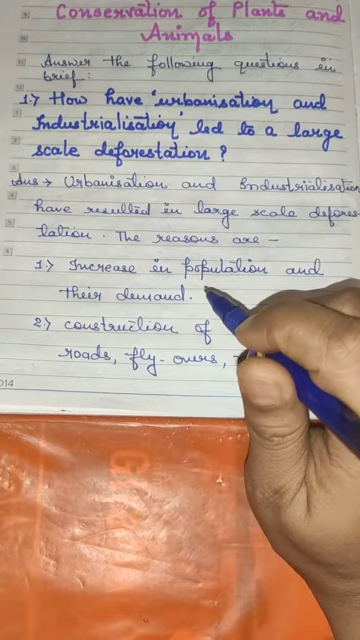 Conservation of Plants and
Animals
Answer the following questions in
brief:
1.) How have 'urbanisation and
Industrialisation' led to a large
scale deforestation?
Ans → Urbanisation and Industrialisation
have resulted in large scale defores-
tation. The reasons are -
1) Increase in population and
their demand.
2) construction of
roads, fly-overs,
014